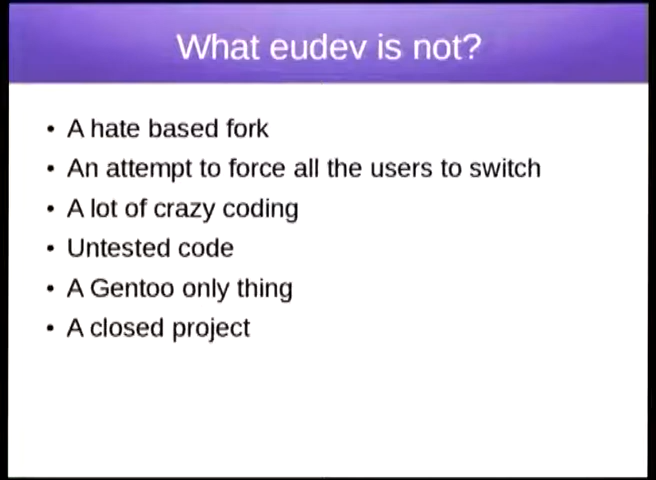 What eudev is not?
• A hate based fork
• An attempt to force all the users to switch
• A lot of crazy coding
• Untested code
• A Gentoo only thing
• A closed project